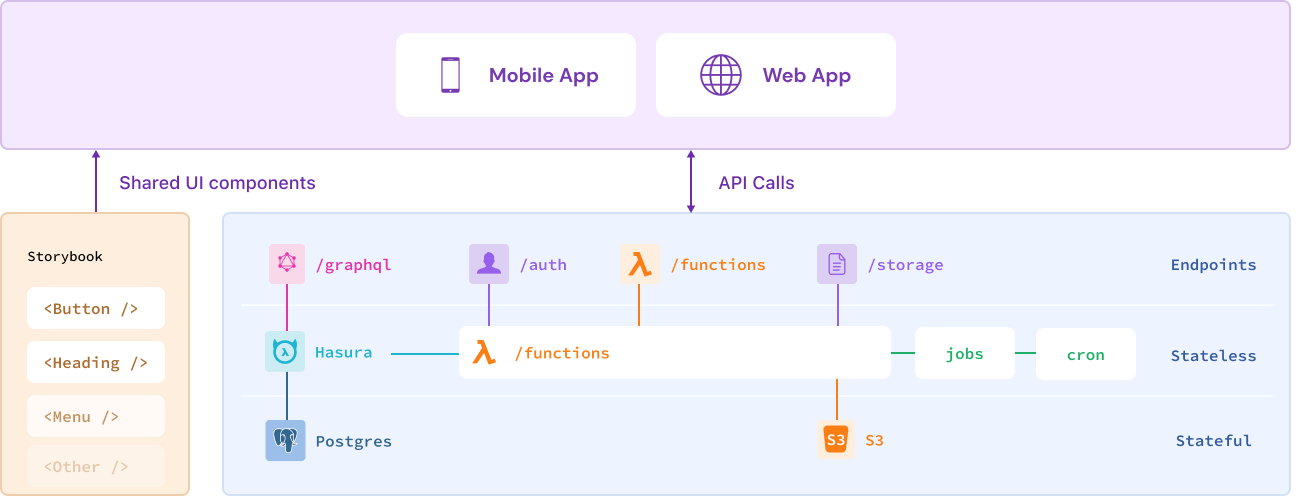 Mobile App
Web App
Shared UI components
API Calls
Storybook
<Button />
<Heading />
<Menu />
<Other />
/graphql
/auth
/functions
/storage
Endpoints
Hasura
/functions
jobs
cron
Stateless
Postgres
S3
S3
Stateful